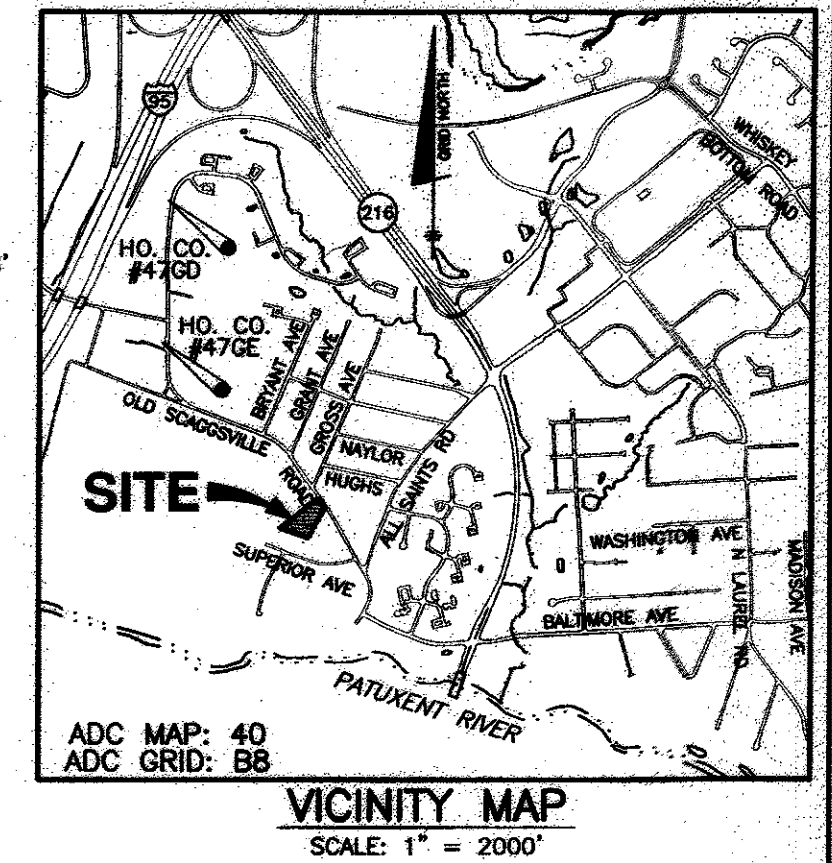 95
GRID NORTH
WHISKEY
BOTTOM ROAD
216
HO. CO.
#47GD
HO. CO.
#47GE
BRYANT AVE
GRANT AVE
GROSS AVE
OLD SCAGGSVILLE
ROAD
NAYLOR
HUGHS
ALL SAINTS RD
SITE
SUPERIOR AVE
WASHINGTON AVE
N LAUREL RD
MADISON AVE
BALTIMORE AVE
PATUXENT RIVER
ADC MAP: 40
ADC GRID: B8
VICINITY MAP
SCALE: 1" = 2000'